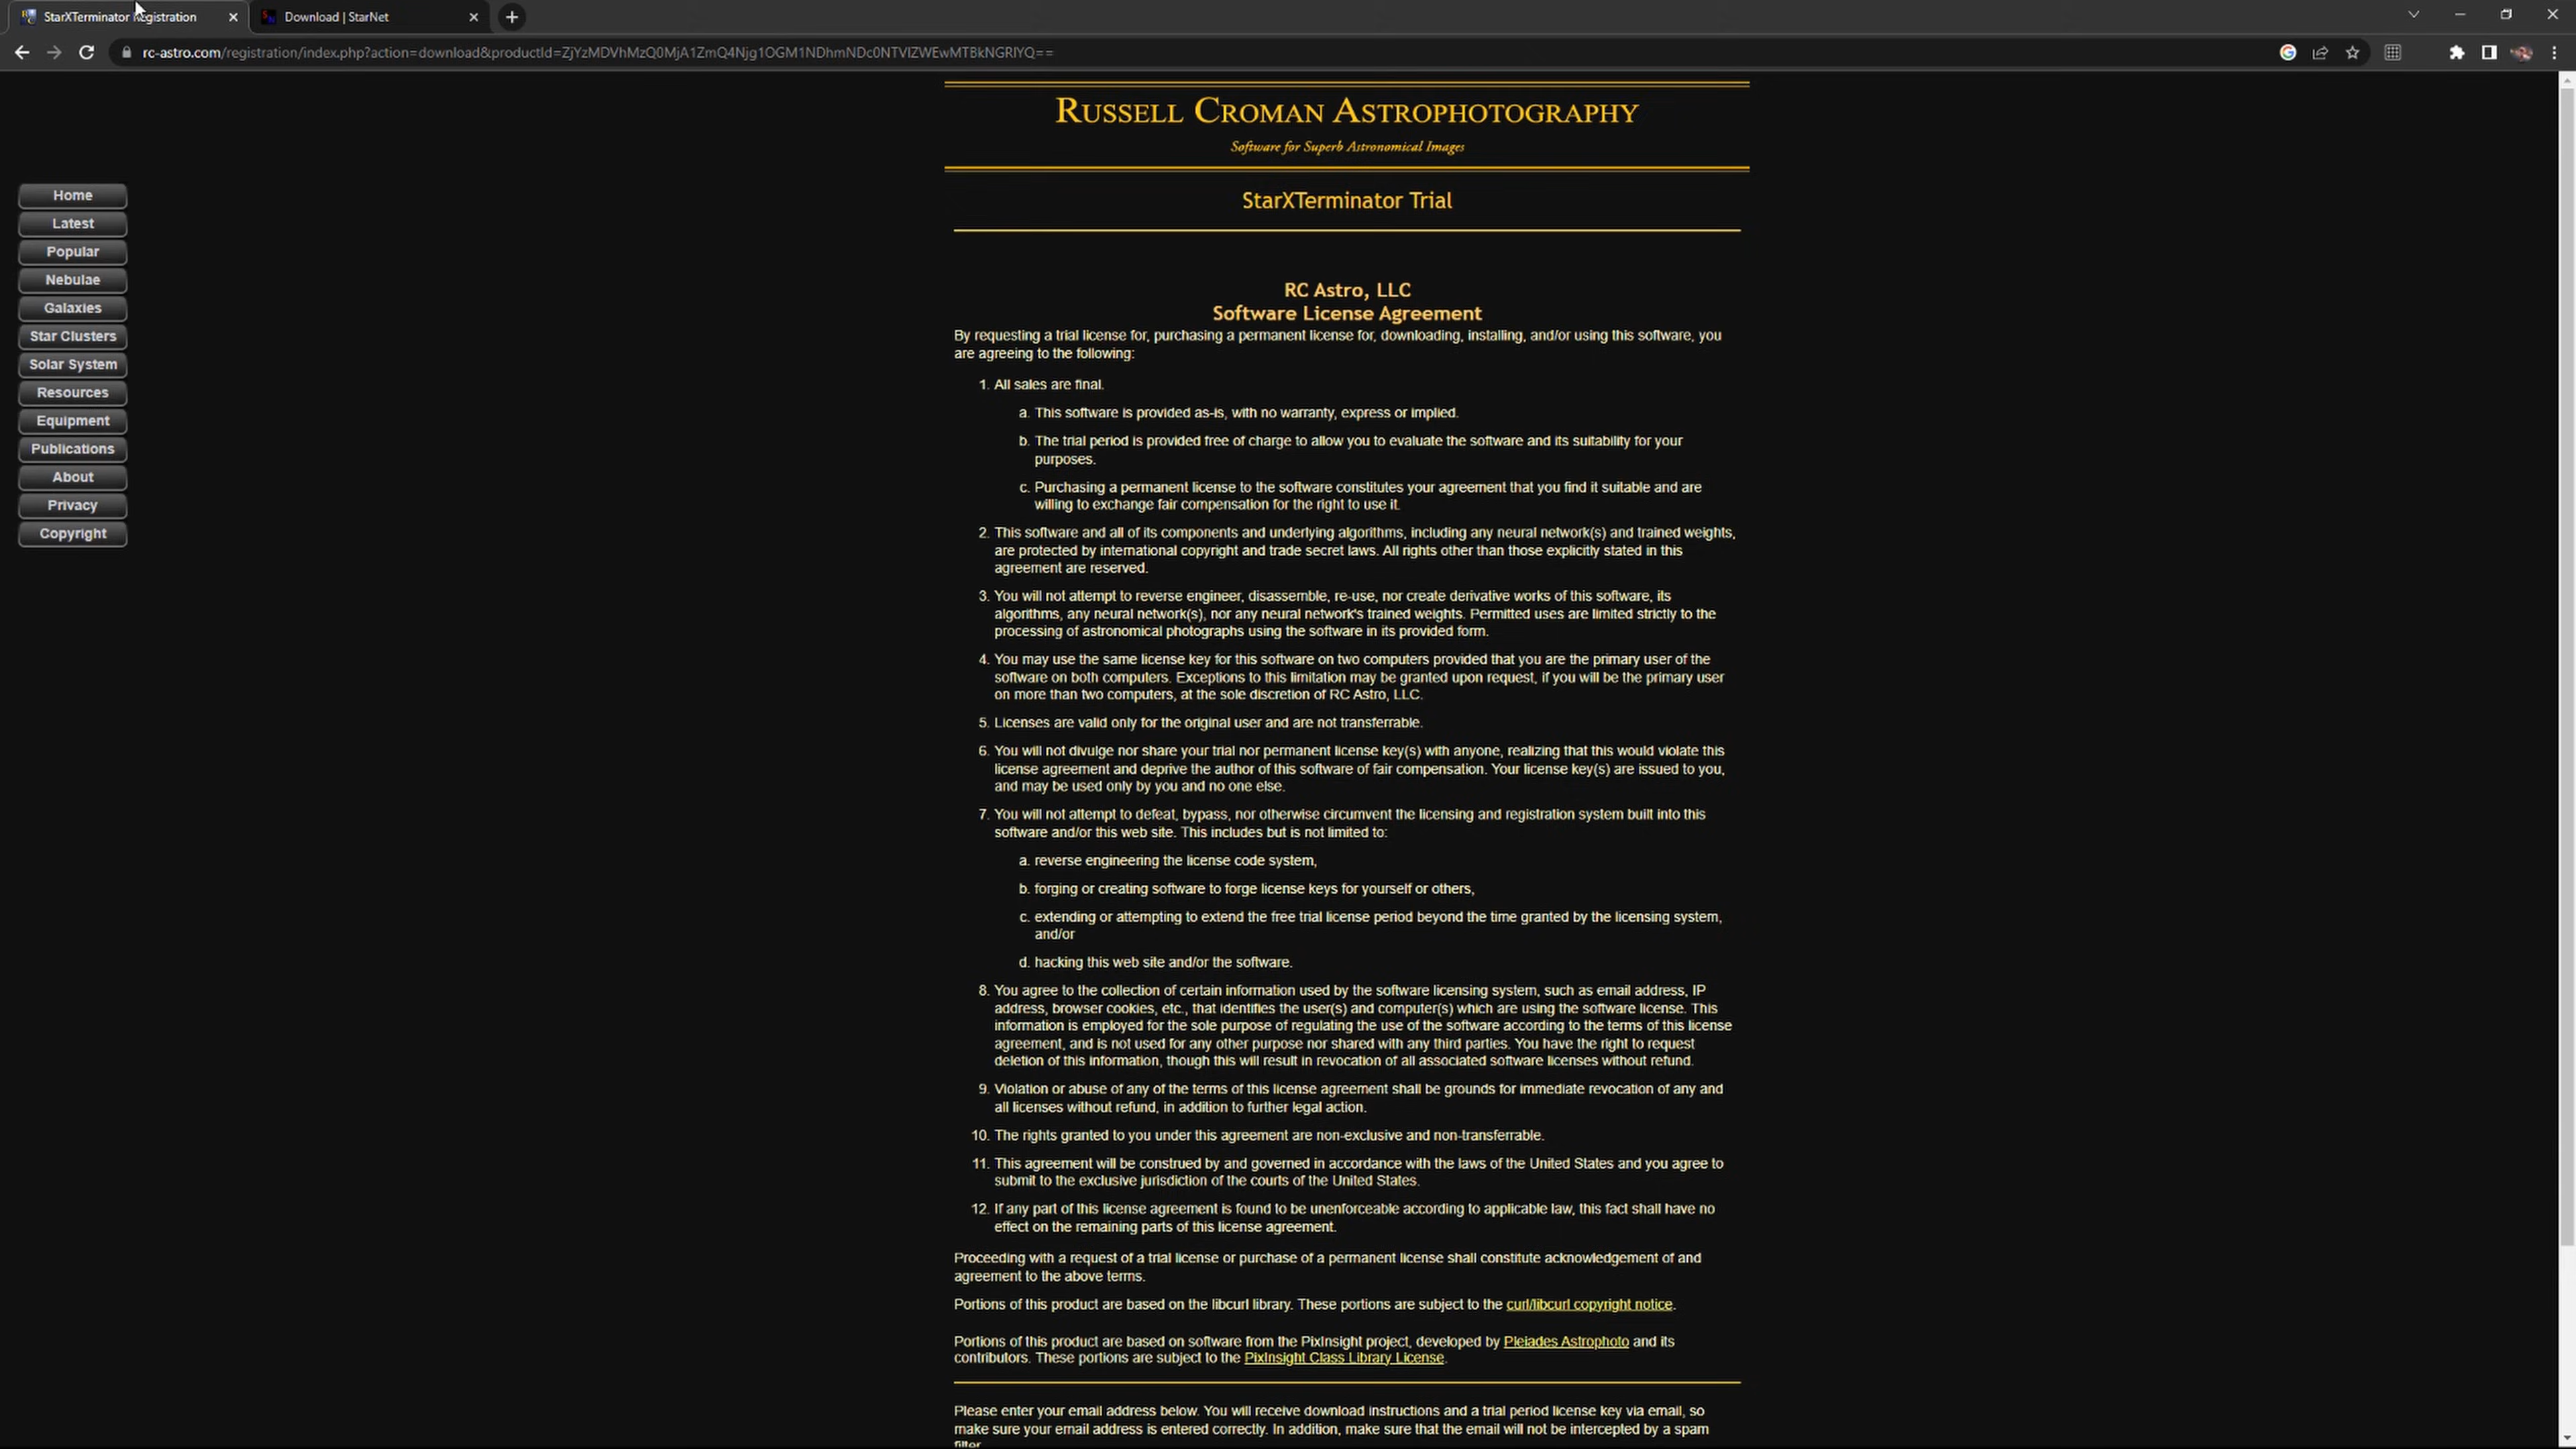 StarXTerminator Registration
Download | StarNet
rc-astro.com/registration/index.php?action=download&productId=ZjYzMDVhMzQ0MjA1ZmQ4Njg1OGM1NDhmNDc0NTVlZWEwMTBkNGRlYQ==
RUSSELL CROMAN ASTROPHOTOGRAPHY
Software for Superb Astronomical Images
Home
Latest
Popular
Nebulae
Galaxies
Star Clusters
Solar System
Resources
Equipment
Publications
About
Privacy
Copyright
StarXTerminator Trial
RC Astro, LLC
Software License Agreement
By requesting a trial license for, purchasing a permanent license for, downloading, installing, and/or using this software, you
are agreeing to the following:
1. All sales are final.
a. This software is provided as-is, with no warranty, express or implied.
b. The trial period is provided free of charge to allow you to evaluate the software and its suitability for your
purposes.
c. Purchasing a permanent license to the software constitutes your agreement that you find it suitable and are
willing to exchange fair compensation for the right to use it.
2. This software and all of its components and underlying algorithms, including any neural network(s) and trained weights,
are protected by international copyright and trade secret laws. All rights other than those explicitly stated in this
agreement are reserved.
3. You will not attempt to reverse engineer, disassemble, re-use, nor create derivative works of this software, its
algorithms, any neural network(s), nor any neural network's trained weights. Permitted uses are limited strictly to the
processing of astronomical photographs using the software in its provided form.
4. You may use the same license key for this software on two computers provided that you are the primary user of the
software on both computers. Exceptions to this limitation may be granted upon request, if you will be the primary user
on more than two computers, at the sole discretion of RC Astro, LLC.
5. Licenses are valid only for the original user and are not transferrable.
6. You will not divulge nor share your trial nor permanent license key(s) with anyone, realizing that this would violate this
license agreement and deprive the author of this software of fair compensation. Your license key(s) are issued to you,
and may be used only by you and no one else.
7. You will not attempt to defeat, bypass, nor otherwise circumvent the licensing and registration system built into this
software and/or this web site. This includes but is not limited to:
a. reverse engineering the license code system,
b. forging or creating software to forge license keys for yourself or others,
c. extending or attempting to extend the free trial license period beyond the time granted by the licensing system,
and/or
d. hacking this web site and/or the software.
8. You agree to the collection of certain information used by the software licensing system, such as email address, IP
address, browser cookies, etc., that identifies the user(s) and computer(s) which are using the software license. This
information is employed for the sole purpose of regulating the use of the software according to the terms of this license
agreement, and is not used for any other purpose nor shared with any third parties. You have the right to request
deletion of this information, though this will result in revocation of all associated software licenses without refund.
9. Violation or abuse of any of the terms of this license agreement shall be grounds for immediate revocation of any and
all licenses without refund, in addition to further legal action.
10. The rights granted to you under this agreement are non-exclusive and non-transferrable.
11. This agreement will be construed by and governed in accordance with the laws of the United States and you agree to
submit to the exclusive jurisdiction of the courts of the United States.
12. If any part of this license agreement is found to be unenforceable according to applicable law, this fact shall have no
effect on the remaining parts of this license agreement.
Proceeding with a request of a trial license or purchase of a permanent license shall constitute acknowledgement of and
agreement to the above terms.
Portions of this product are based on the libcurl library. These portions are subject to the curl/libcurl copyright notice.
Portions of this product are based on software from the PixInsight project, developed by Pleiades Astrophoto and its
contributors. These portions are subject to the PixInsight Class Library License.
Please enter your email address below. You will receive download instructions and a trial period license key via email, so
make sure your email address is entered correctly. In addition, make sure that the email will not be intercepted by a spam
filter.